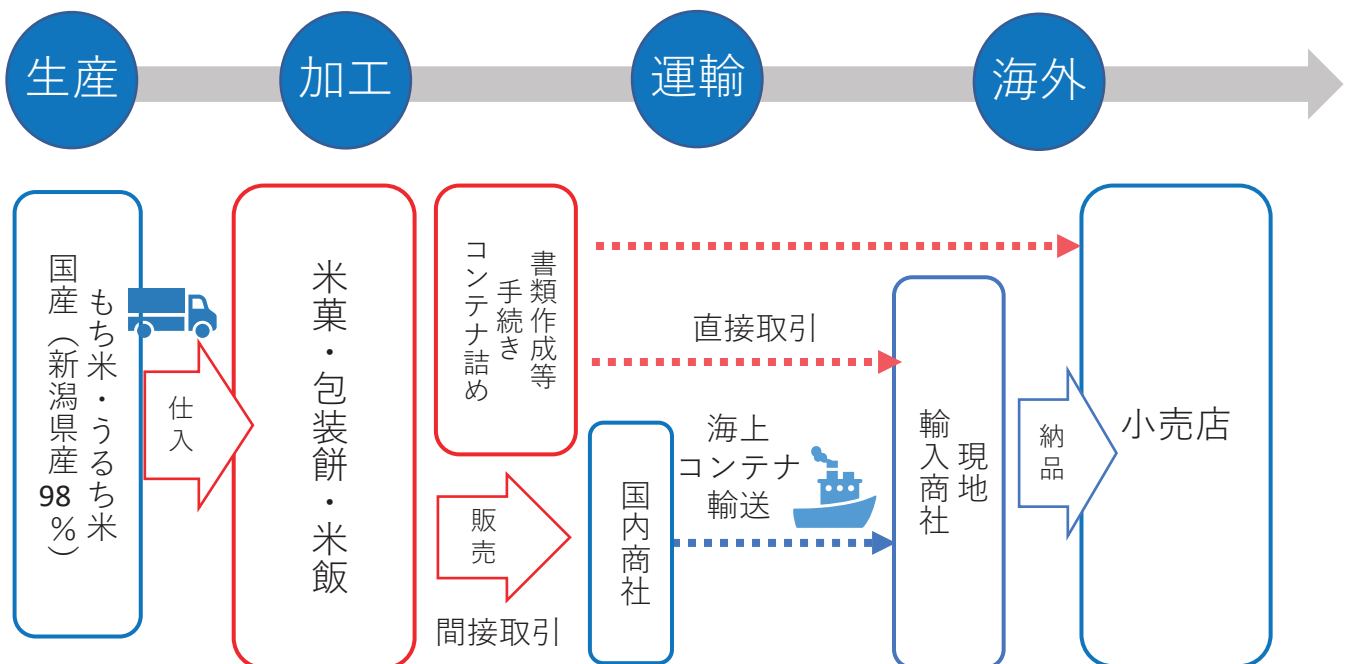 生産
加工
運輸
海外
もち米・うるち米
国産（新潟県産98％）
仕入
米菓・包装餅・米飯
書類作成等
手続き
コンテナ詰め
販売
間接取引
国内商社
直接取引
海上
コンテナ
輸送
現地
輸入商社
納品
小売店